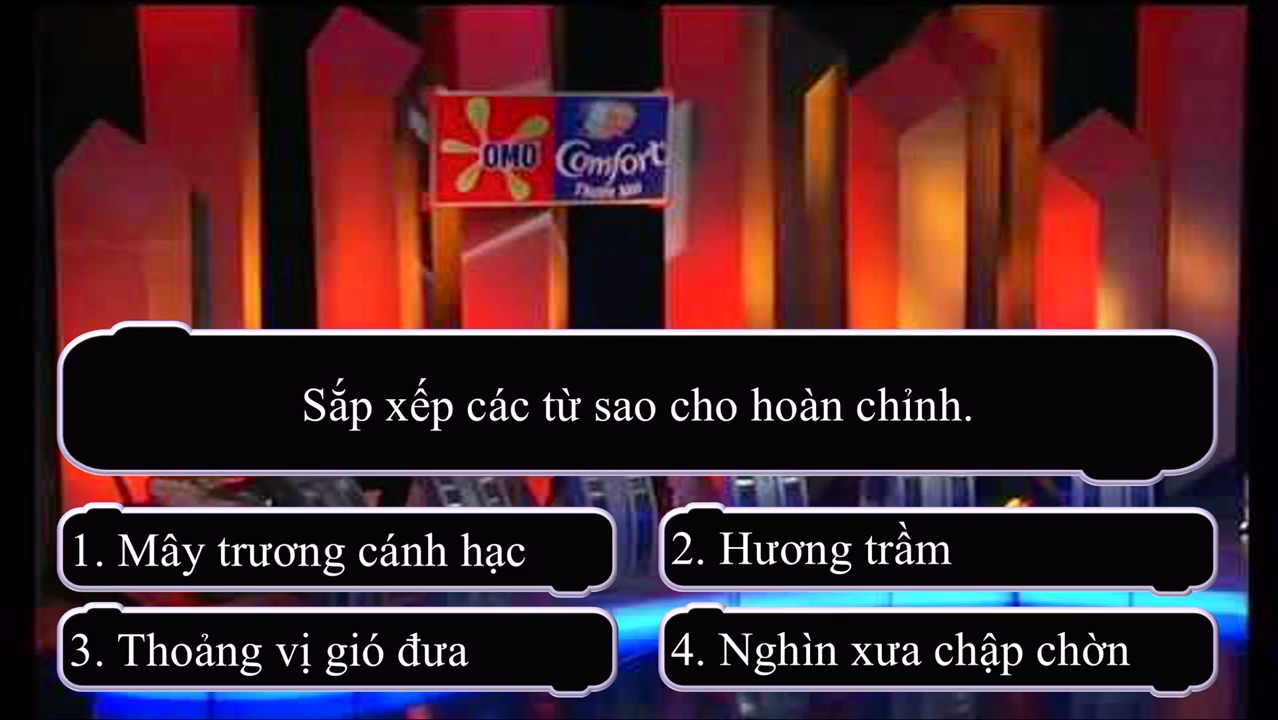 OMO
Comfort
Sắp xếp các từ sao cho hoàn chỉnh.
1. Mây trương cánh hạc
2. Hương trầm
3. Thoảng vị gió đưa
4. Nghìn xưa chập chờn